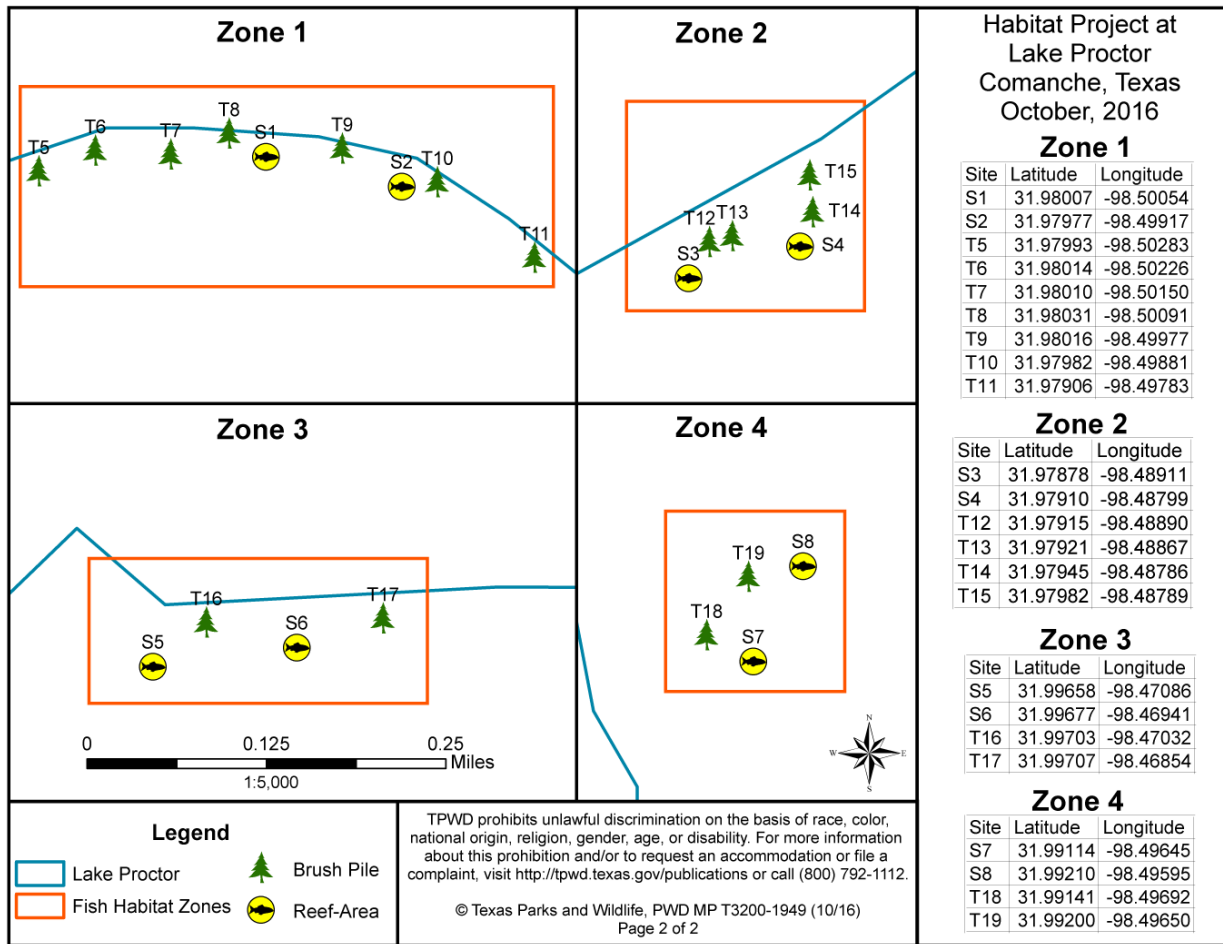 Zone 1
T5
T6
T7
T8
S1
T9
S2
T10
T11
Zone 2
T15
T14
T12
T13
S3
S4
Zone 3
T16
T17
S5
S6
0
0.125
0.25
Miles
1:5,000
Zone 4
S8
T19
T18
S7
N
W
E
S
Legend
Lake Proctor
Brush Pile
Fish Habitat Zones
Reef-Area
TPWD prohibits unlawful discrimination on the basis of race, color,
national origin, religion, gender, age, or disability. For more information
about this prohibition and/or to request an accommodation or file a
complaint, visit http://tpwd.texas.gov/publications or call (800) 792-1112.
© Texas Parks and Wildlife, PWD MP T3200-1949 (10/16)
Page 2 of 2
Habitat Project at
Lake Proctor
Comanche, Texas
October, 2016
Zone 1
Site Latitude Longitude
S1 31.98007 -98.50054
S2 31.97977 -98.49917
T5 31.97993 -98.50283
T6 31.98014 -98.50226
T7 31.98010 -98.50150
T8 31.98031 -98.50091
T9 31.98016 -98.49977
T10 31.97982 -98.49881
T11 31.97906 -98.49783
Zone 2
Site Latitude Longitude
S3 31.97878 -98.48911
S4 31.97910 -98.48799
T12 31.97915 -98.48890
T13 31.97921 -98.48867
T14 31.97945 -98.48786
T15 31.97982 -98.48789
Zone 3
Site Latitude Longitude
S5 31.99658 -98.47086
S6 31.99677 -98.46941
T16 31.99703 -98.47032
T17 31.99707 -98.46854
Zone 4
Site Latitude Longitude
S7 31.99114 -98.49645
S8 31.99210 -98.49595
T18 31.99141 -98.49692
T19 31.99200 -98.49650